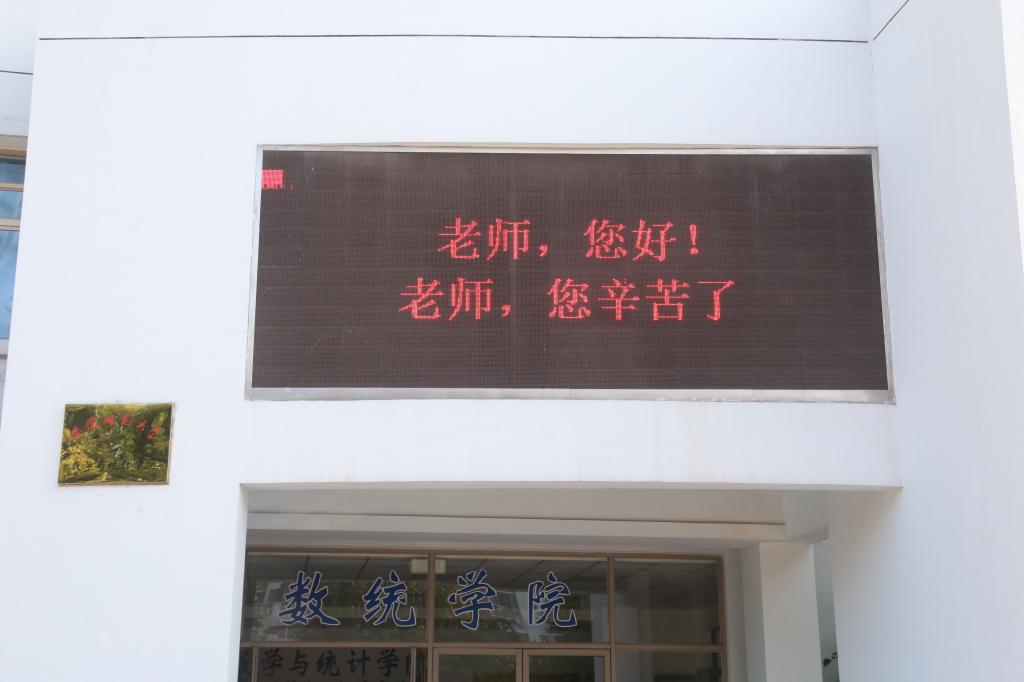 老师，您好！
老师，您辛苦了
数统学院
学与统计学